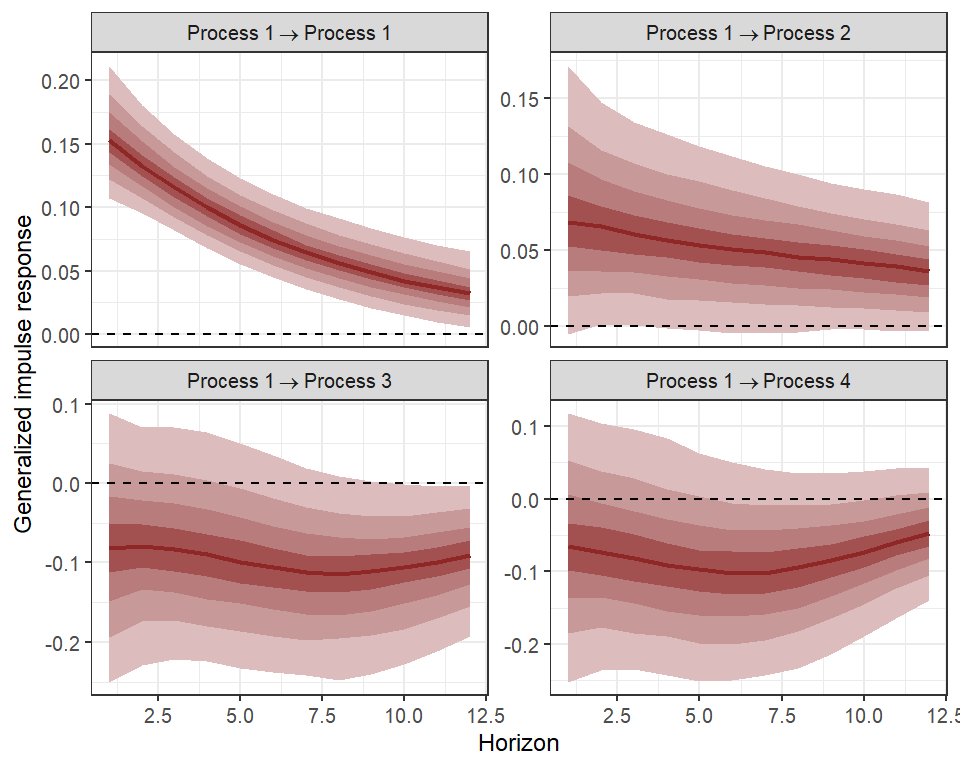 Process 1 → Process 1
Process 1 → Process 2
0.20
0.15
0.10
0.05
0.00
0.15
0.10
0.05
0.00
Generalized impulse response
Process 1 → Process 3
Process 1 → Process 4
0.1
0.0
-0.1
-0.2
0.1
0.0
-0.1
-0.2
2.5 5.0 7.5 10.0 12.5
2.5 5.0 7.5 10.0 12.5
Horizon